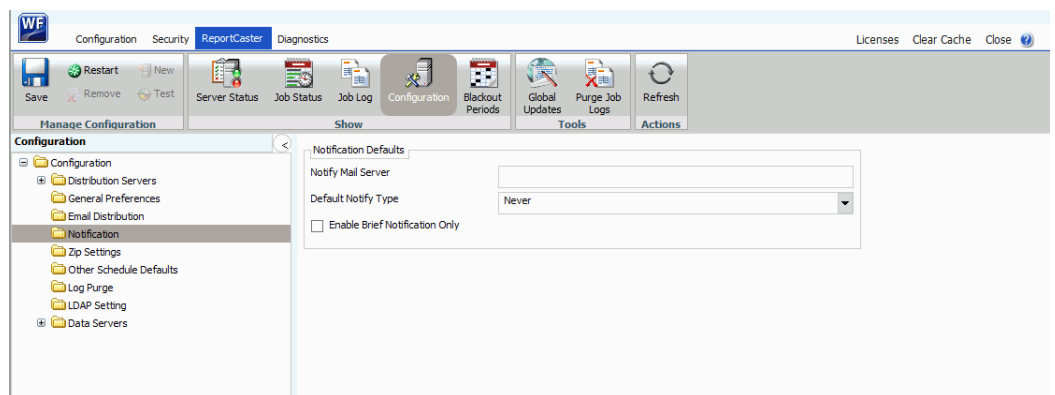 WF
Configuration Security ReportCaster Diagnostics Licenses Clear Cache Close ?
Save Restart New Remove Test Server Status Job Status Job Log Configuration Blackout Periods Global Updates Purge Job Logs Refresh
Manage Configuration Show Tools Actions
Configuration <
Configuration
Distribution Servers
General Preferences
Email Distribution
Notification
Zip Settings
Other Schedule Defaults
Log Purge
LDAP Setting
Data Servers
Notification Defaults
Notify Mail Server
Default Notify Type Never
Enable Brief Notification Only